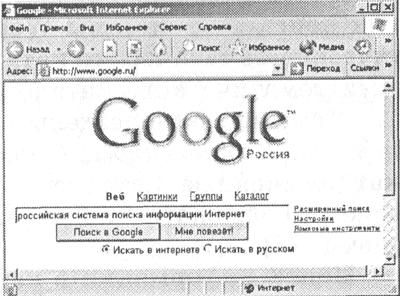 Google - Microsoft Internet Explorer
Файл Правка Вид Избранное Сервис Справка
Назад Поиск Избранное Медиа »
Адрес: http://www.google.ru/ Переход Ссылки »
Google™
Россия
Веб Картинки Группы Каталог
российская система поиска информации Интернет
Расширенный поиск
Настройки
Языковые инструменты
Поиск в Google Мне повезёт!
Искать в интернете Искать в русском
Интернет